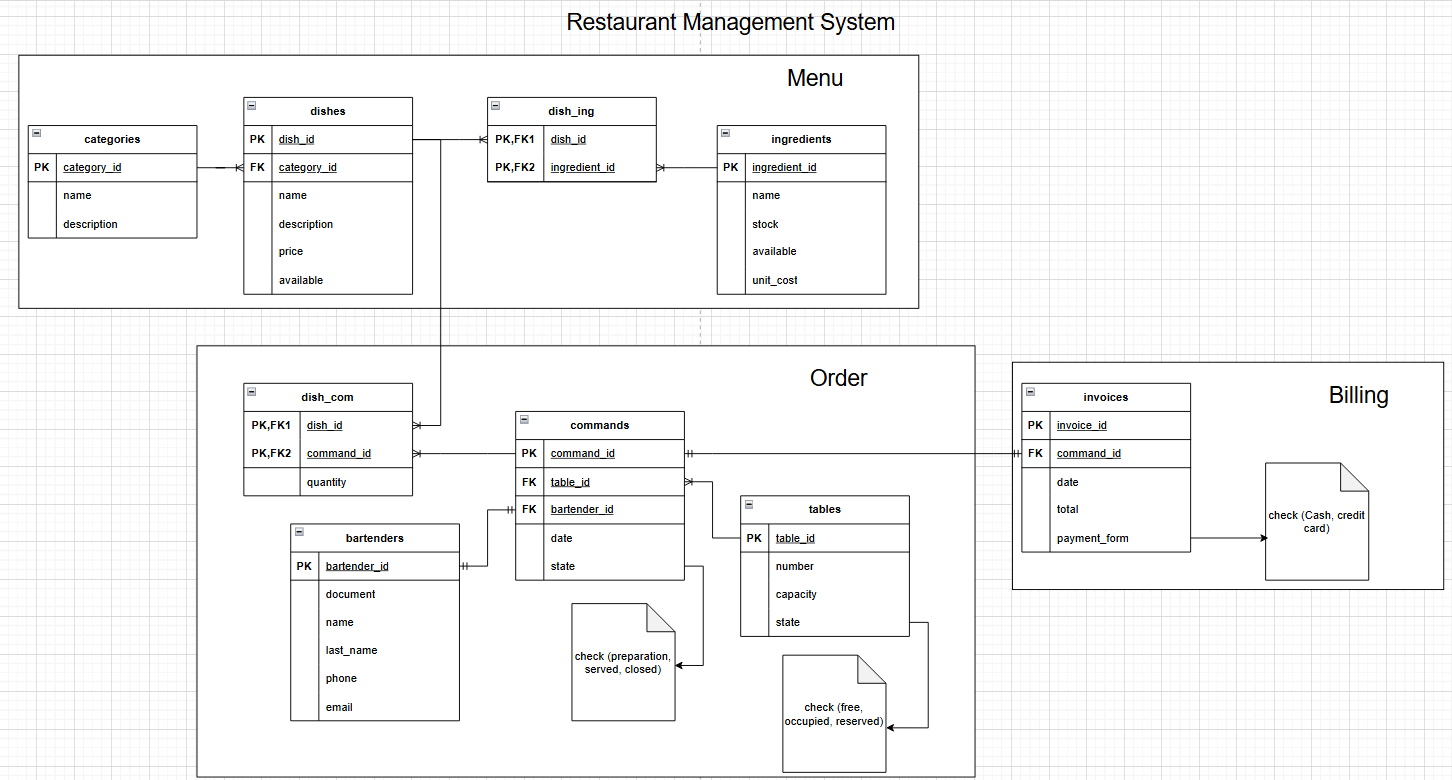 Restaurant Management System
Menu
categories
PK category_id
name
description
dishes
PK dish_id
FK category_id
name
description
price
available
dish_ing
PK,FK1 dish_id
PK,FK2 ingredient_id
ingredients
PK ingredient_id
name
stock
available
unit_cost
Order
dish_com
PK,FK1 dish_id
PK,FK2 command_id
quantity
commands
PK command_id
FK table_id
FK bartender_id
date
state
bartenders
PK bartender_id
document
name
last_name
phone
email
check (preparation,
served, closed)
tables
PK table_id
number
capacity
state
check (free,
occupied, reserved)
Billing
invoices
PK invoice_id
FK command_id
date
total
payment_form
check (Cash, credit
card)